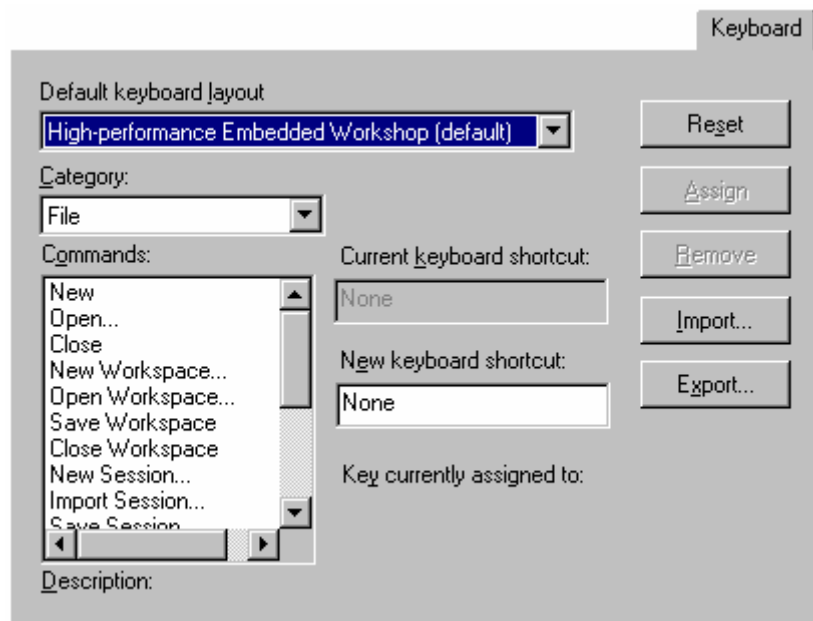 Keyboard
Default keyboard layout
High-performance Embedded Workshop (default)
Reset
Category:
Assign
File
Commands:
Current keyboard shortcut:
Remove
New
None
Open...
Import...
Close
New Workspace...
New keyboard shortcut:
Export...
Open Workspace...
None
Save Workspace
Close Workspace
New Session...
Key currently assigned to:
Import Session...
Save Session
Description: